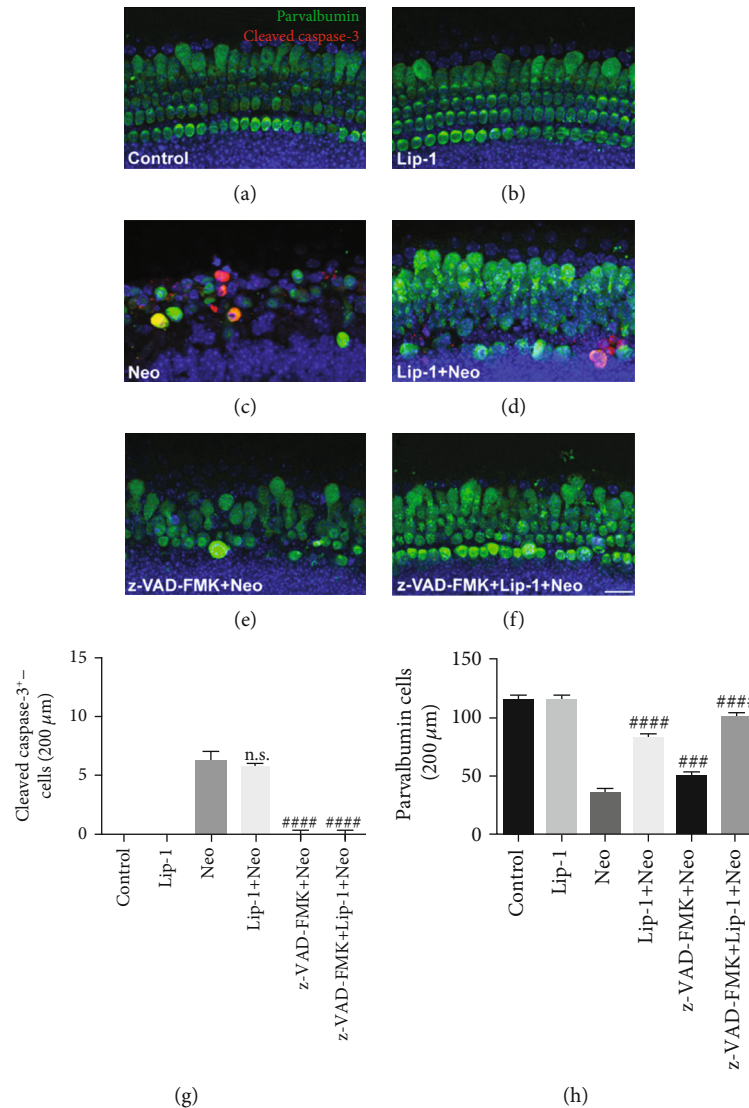 Parvalbumin
Cleaved caspase-3
Control
Lip-1
(a)
(b)
Neo
Lip-1+Neo
(c)
(d)
z-VAD-FMK+Neo
z-VAD-FMK+Lip-1+Neo
(e)
(f)
Cleaved caspase-3⁺–
cells (200 μm)
15
10
5
0
n.s.
####
####
Control
Lip-1
Neo
Lip-1+Neo
z-VAD-FMK+Neo
z-VAD-FMK+Lip-1+Neo
(g)
Parvalbumin cells
(200 μm)
150
100
50
0
####
###
####
Control
Lip-1
Neo
Lip-1+Neo
z-VAD-FMK+Neo
z-VAD-FMK+Lip-1+Neo
(h)